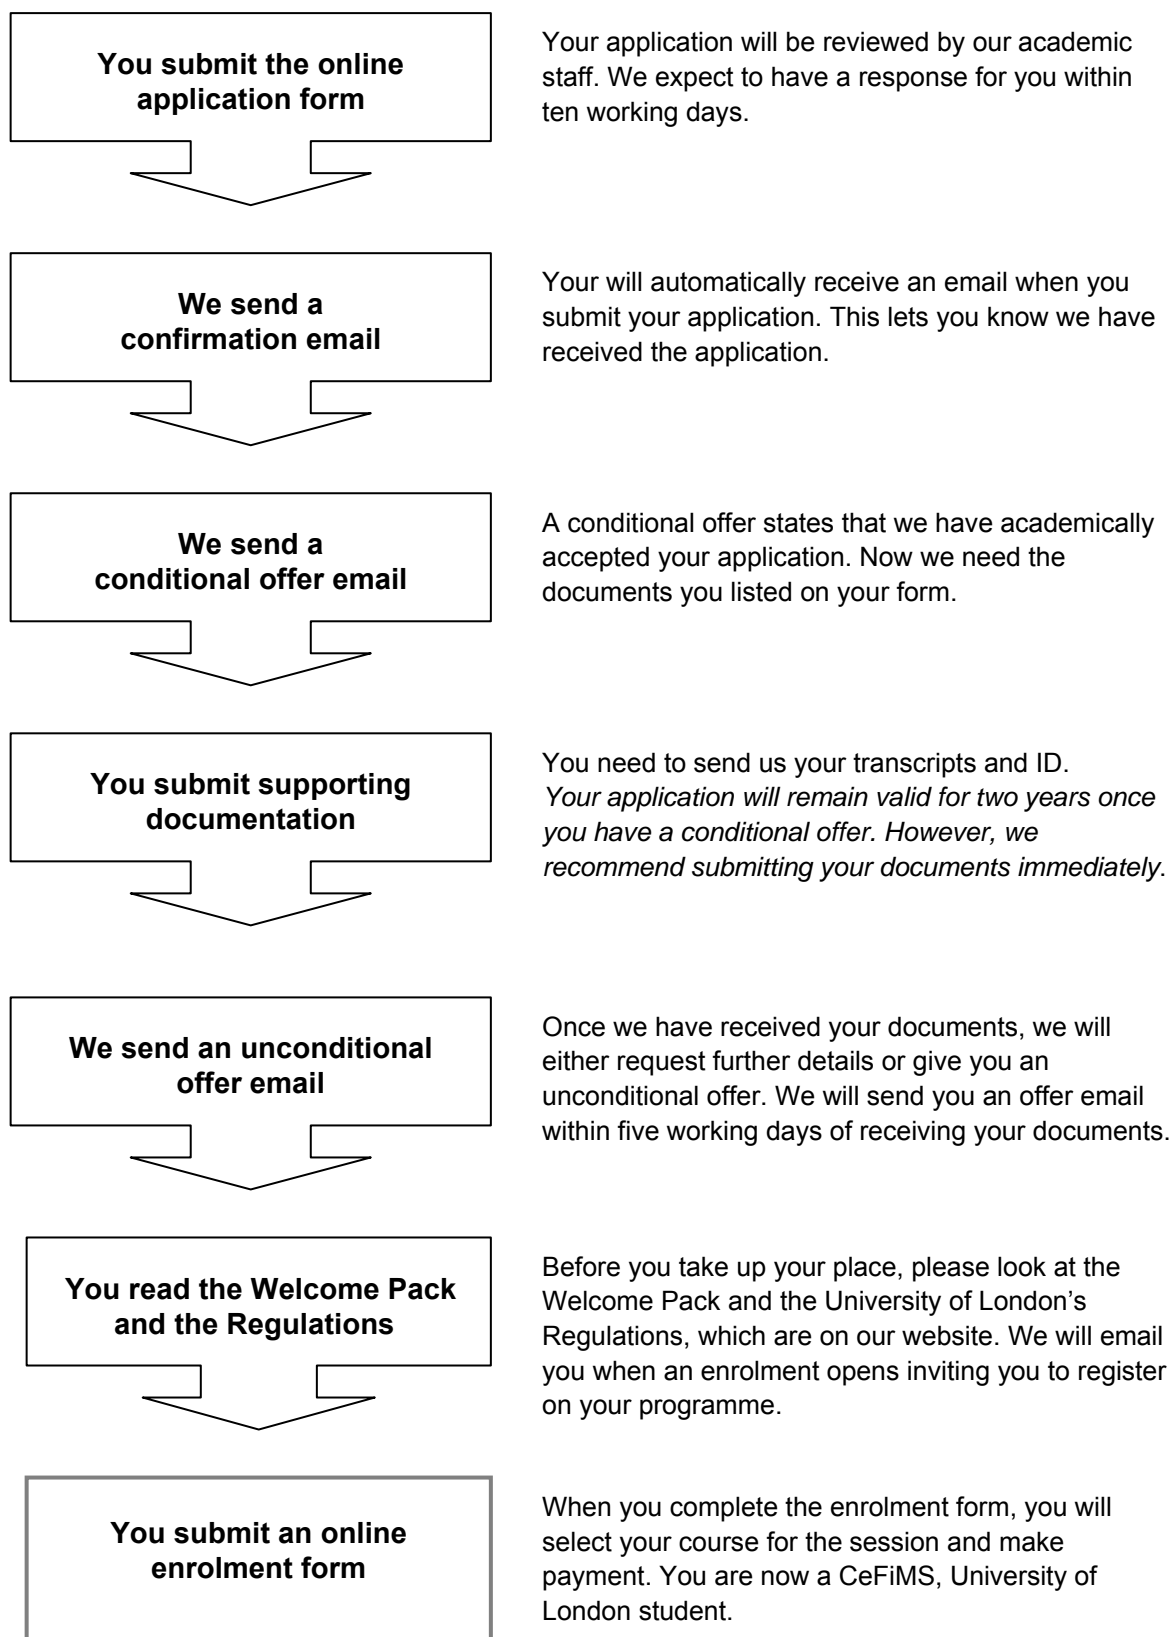 You submit the online
application form
Your application will be reviewed by our academic
staff. We expect to have a response for you within
ten working days.
We send a
confirmation email
Your will automatically receive an email when you
submit your application. This lets you know we have
received the application.
We send a
conditional offer email
A conditional offer states that we have academically
accepted your application. Now we need the
documents you listed on your form.
You submit supporting
documentation
You need to send us your transcripts and ID.
Your application will remain valid for two years once
you have a conditional offer. However, we
recommend submitting your documents immediately.
We send an unconditional
offer email
Once we have received your documents, we will
either request further details or give you an
unconditional offer. We will send you an offer email
within five working days of receiving your documents.
You read the Welcome Pack
and the Regulations
Before you take up your place, please look at the
Welcome Pack and the University of London’s
Regulations, which are on our website. We will email
you when an enrolment opens inviting you to register
on your programme.
You submit an online
enrolment form
When you complete the enrolment form, you will
select your course for the session and make
payment. You are now a CeFiMS, University of
London student.